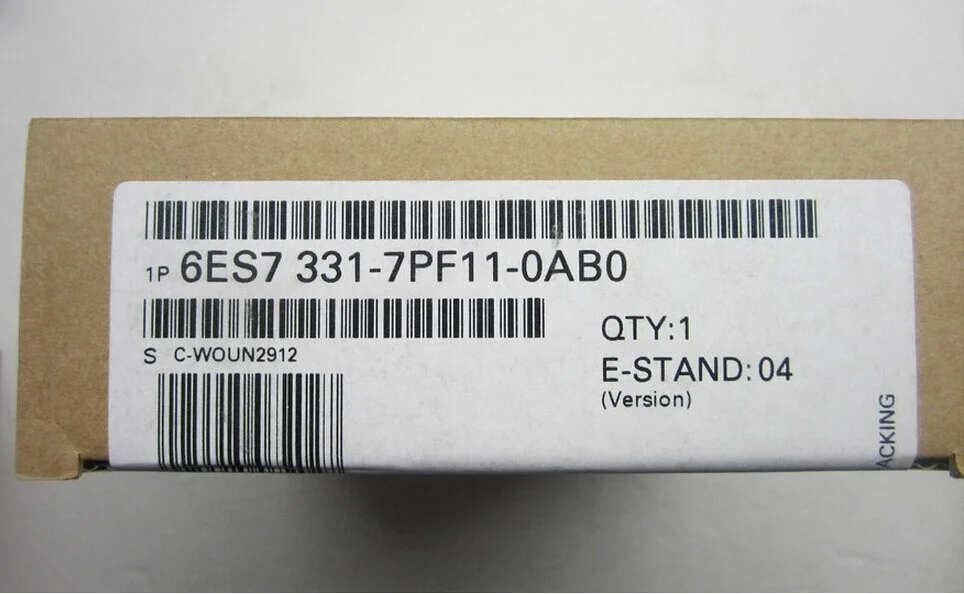 1P 6ES7 331-7PF11-0AB0
S C-WOUN2912
QTY:1
E-STAND:04
(Version)
ACKING